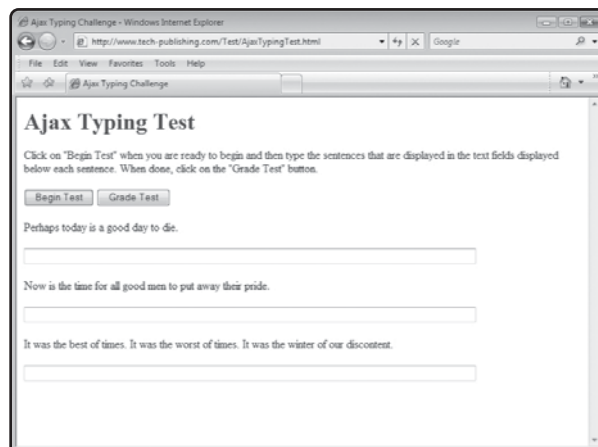 Ajax Typing Challenge - Windows Internet Explorer
http://www.tech-publishing.com/Test/AjaxTypingTest.html
Google
File Edit View Favorites Tools Help
Ajax Typing Challenge
Ajax Typing Test
Click on "Begin Test" when you are ready to begin and then type the sentences that are displayed in the text fields displayed
below each sentence. When done, click on the "Grade Test" button.
Begin Test Grade Test
Perhaps today is a good day to die.
Now is the time for all good men to put away their pride.
It was the best of times. It was the worst of times. It was the winter of our discontent.